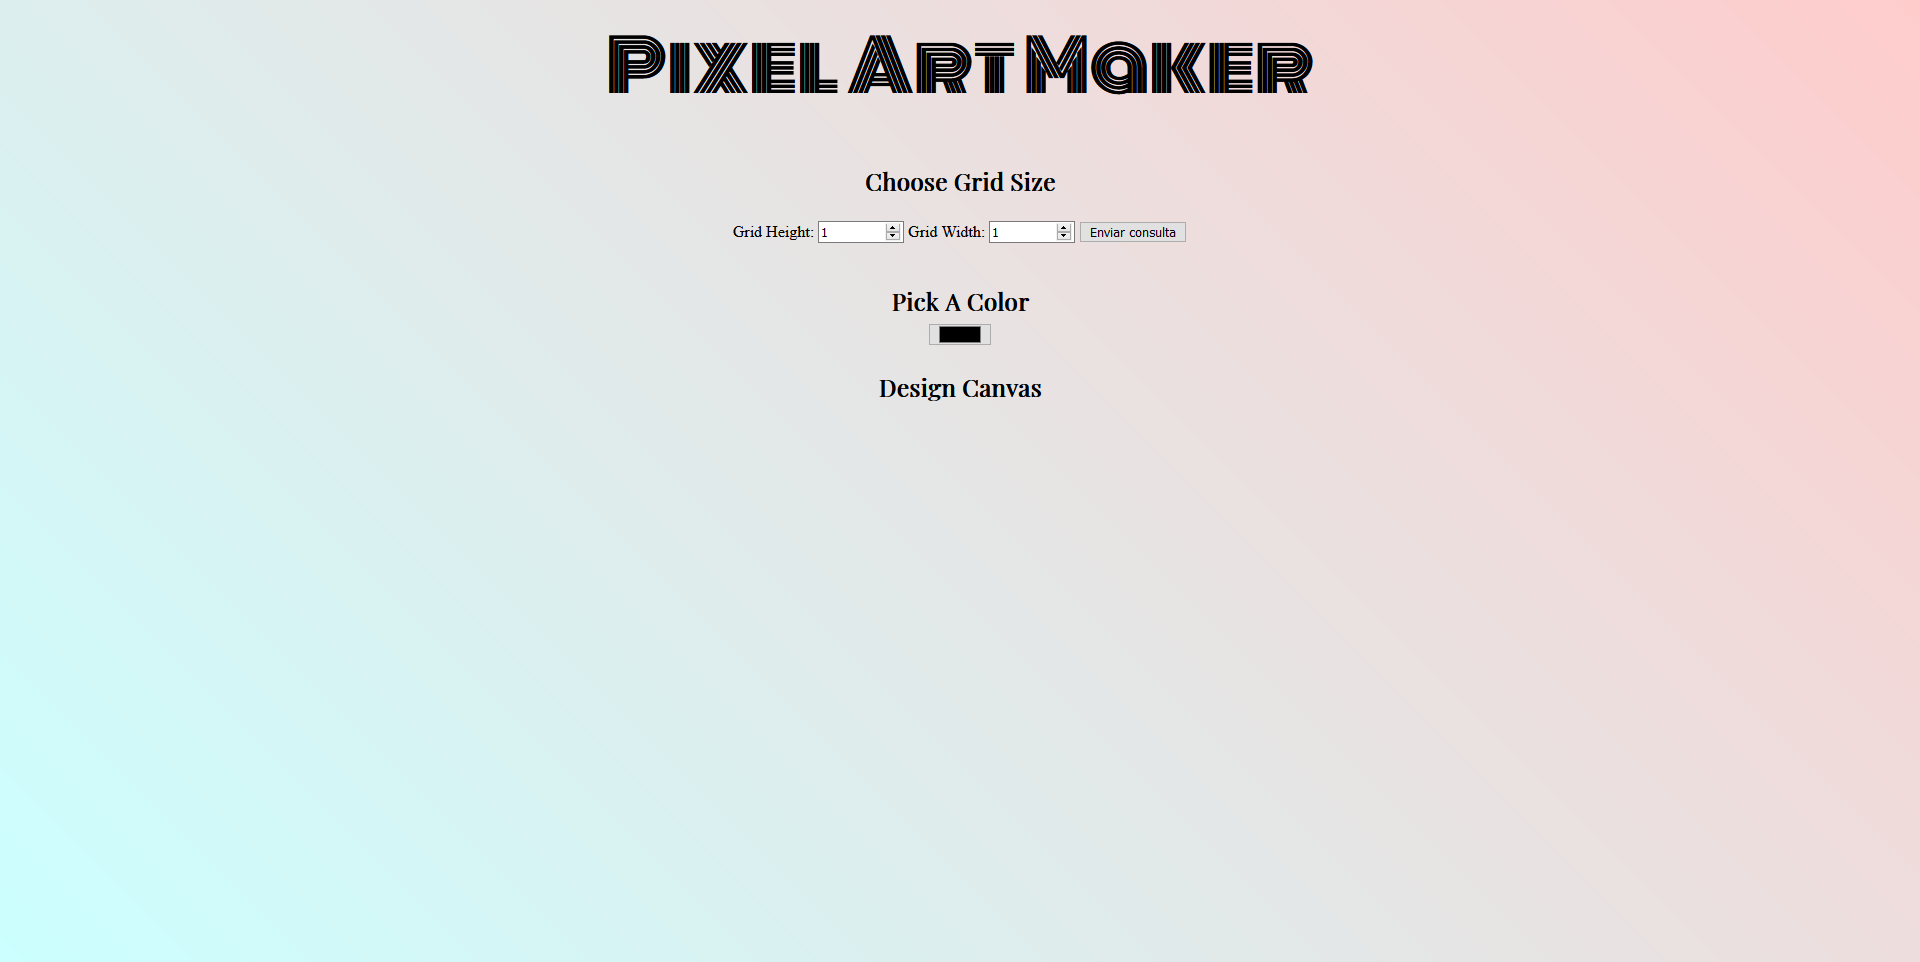 Pixel Art Maker
Choose Grid Size
Grid Height: 1 Grid Width: 1 Enviar consulta
Pick A Color
Design Canvas